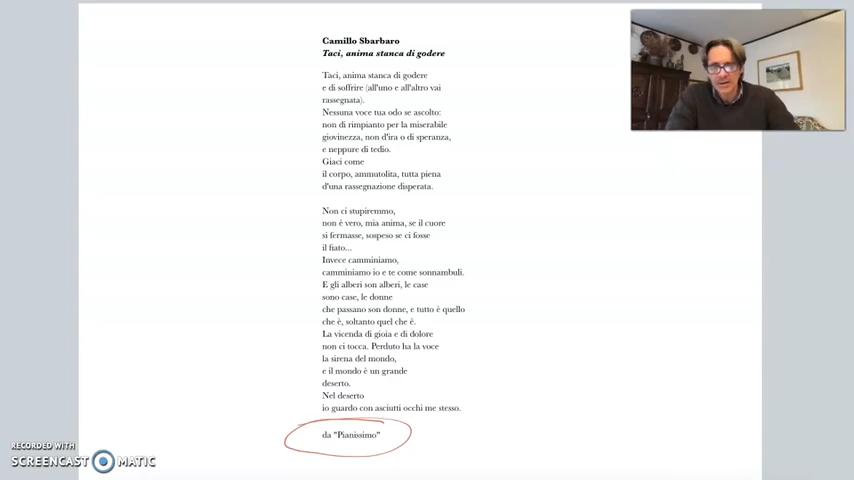 Camillo Sbarbaro
Taci, anima stanca di godere
Taci, anima stanca di godere
e di soffrire (all'uno e all'altro vai
rassegnata).
Nessuna voce tua odo se ascolto:
non di rimpianto per la miserabile
giovinezza, non d'ira o di speranza,
e neppure di tedio.
Giaci come
il corpo, ammutolita, tutta piena
d'una rassegnazione disperata.
Non ci stupiremmo,
non è vero, mia anima, se il cuore
si fermasse, sospeso se ci fosse
il fiato...
Invece camminiamo,
camminiamo io e te come sonnambuli.
E gli alberi son alberi, le case
sono case, le donne
che passano son donne, e tutto è quello
che è, soltanto quel che è.
La vicenda di gioia e di dolore
non ci tocca. Perduto ha la voce
la sirena del mondo,
e il mondo è un grande
deserto.
Nel deserto
io guardo con asciutti occhi me stesso.
da "Pianissimo"
RECORDED WITH
SCREENCAST MATIC